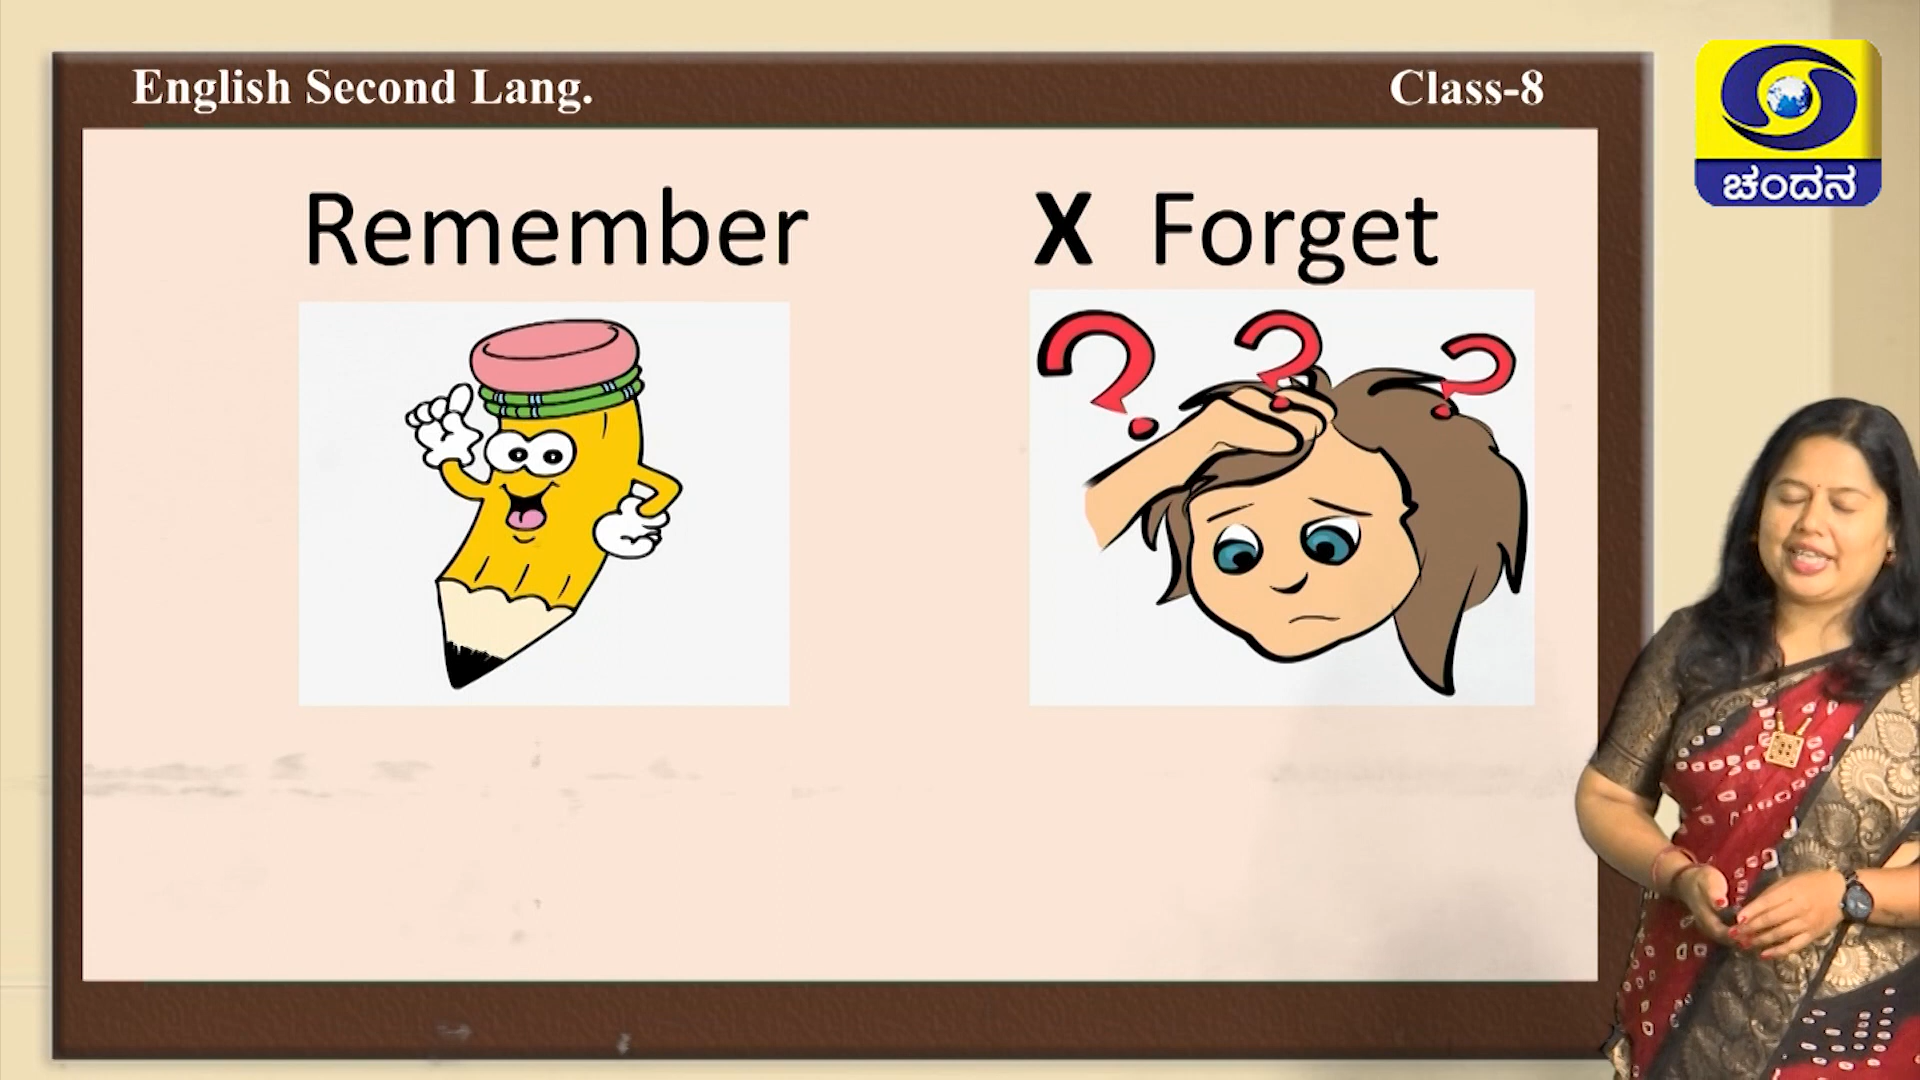 English Second Lang.
Class-8
ಚಂದನ
Remember X Forget